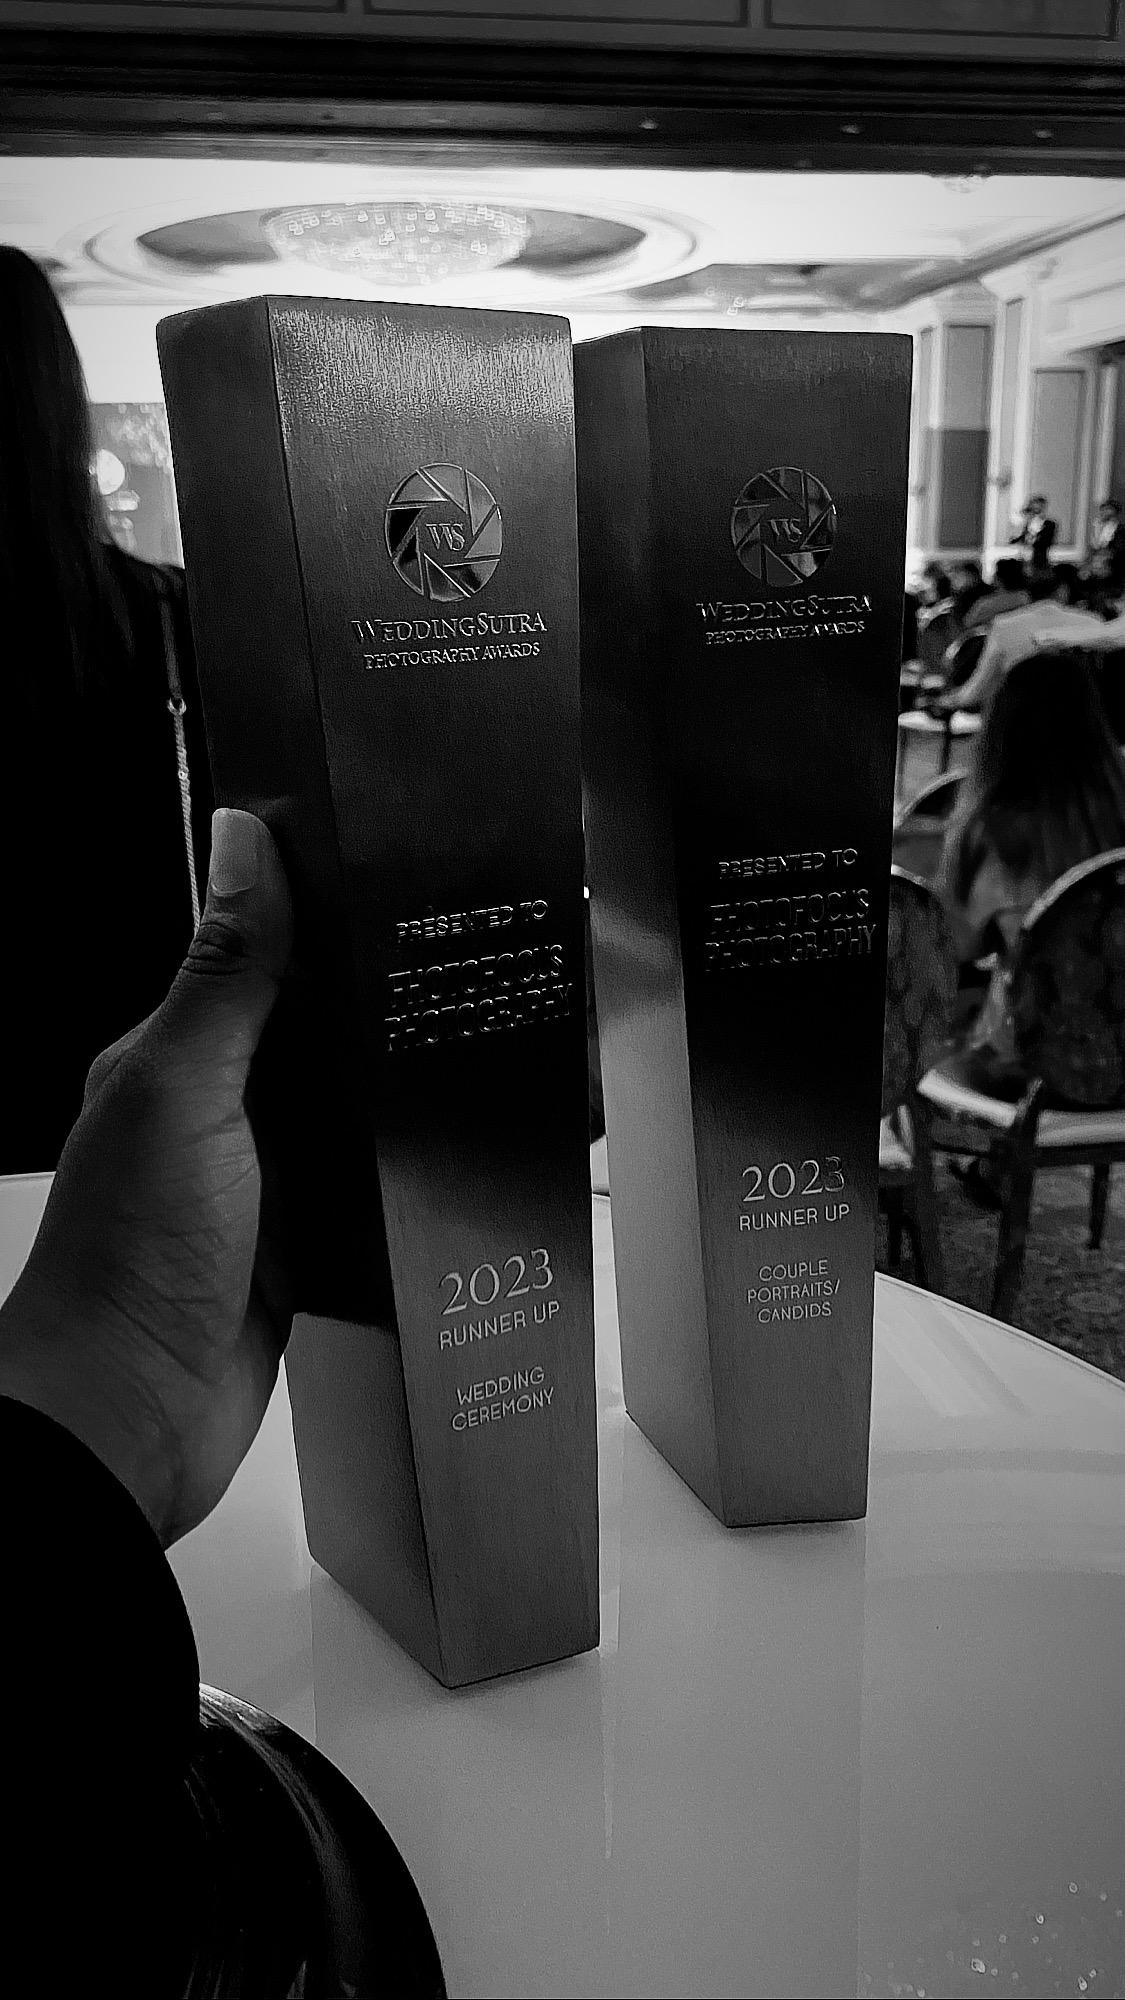 WS
WEDDINGSUTRA
PHOTOGRAPHY AWARDS
PRESENTED TO
PHOTOFOCUS
PHOTOGRAPHY
2023
RUNNER UP
WEDDING
CEREMONY
WS
WEDDINGSUTRA
PHOTOGRAPHY AWARDS
PRESENTED TO
PHOTOFOCUS
PHOTOGRAPHY
2023
RUNNER UP
COUPLE
PORTRAITS/
CANDIDS